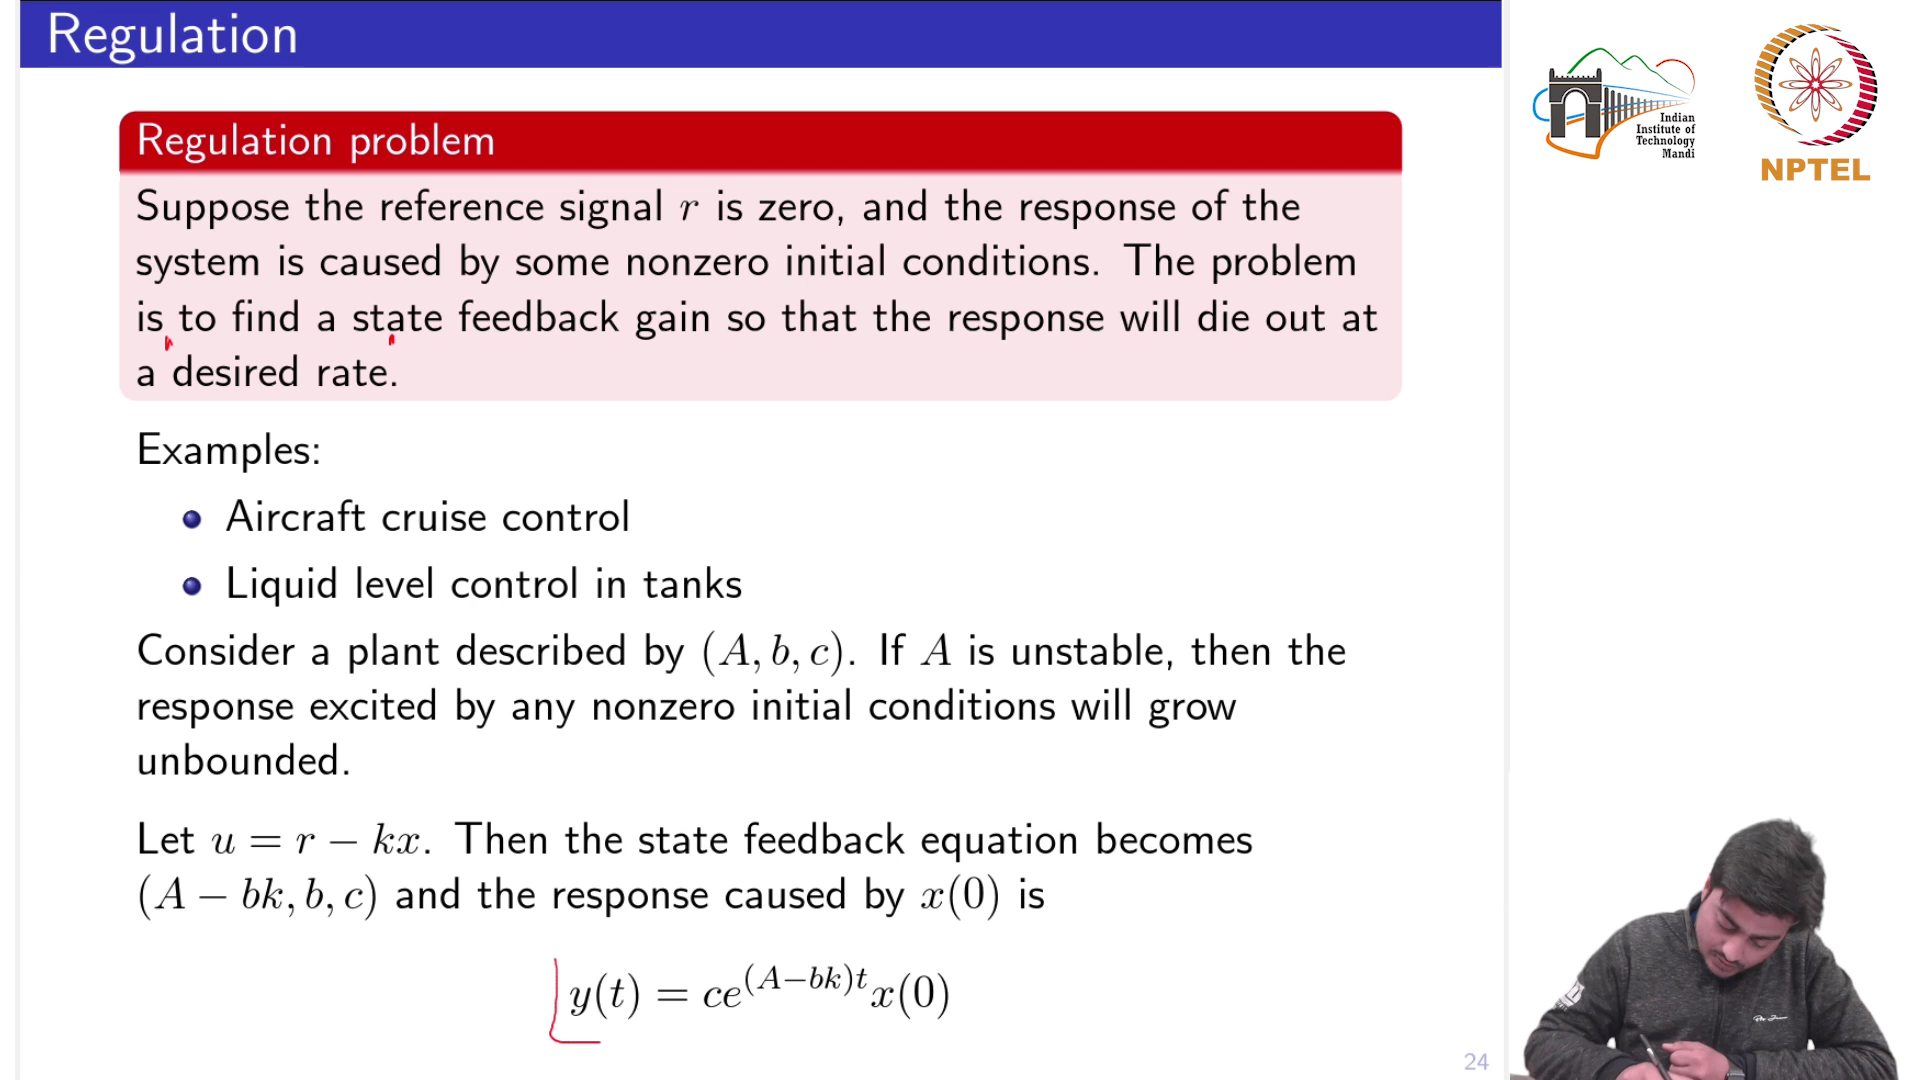 Regulation
Regulation problem
Suppose the reference signal r is zero, and the response of the
system is caused by some nonzero initial conditions. The problem
is to find a state feedback gain so that the response will die out at
a desired rate.
Examples:
Aircraft cruise control
Liquid level control in tanks
Consider a plant described by (A, b, c). If A is unstable, then the
response excited by any nonzero initial conditions will grow
unbounded.
Let u = r − kx. Then the state feedback equation becomes
(A − bk, b, c) and the response caused by x(0) is
y(t) = ce^{(A−bk)t}x(0)
24
Indian
Institute of
Technology
Mandi
NPTEL